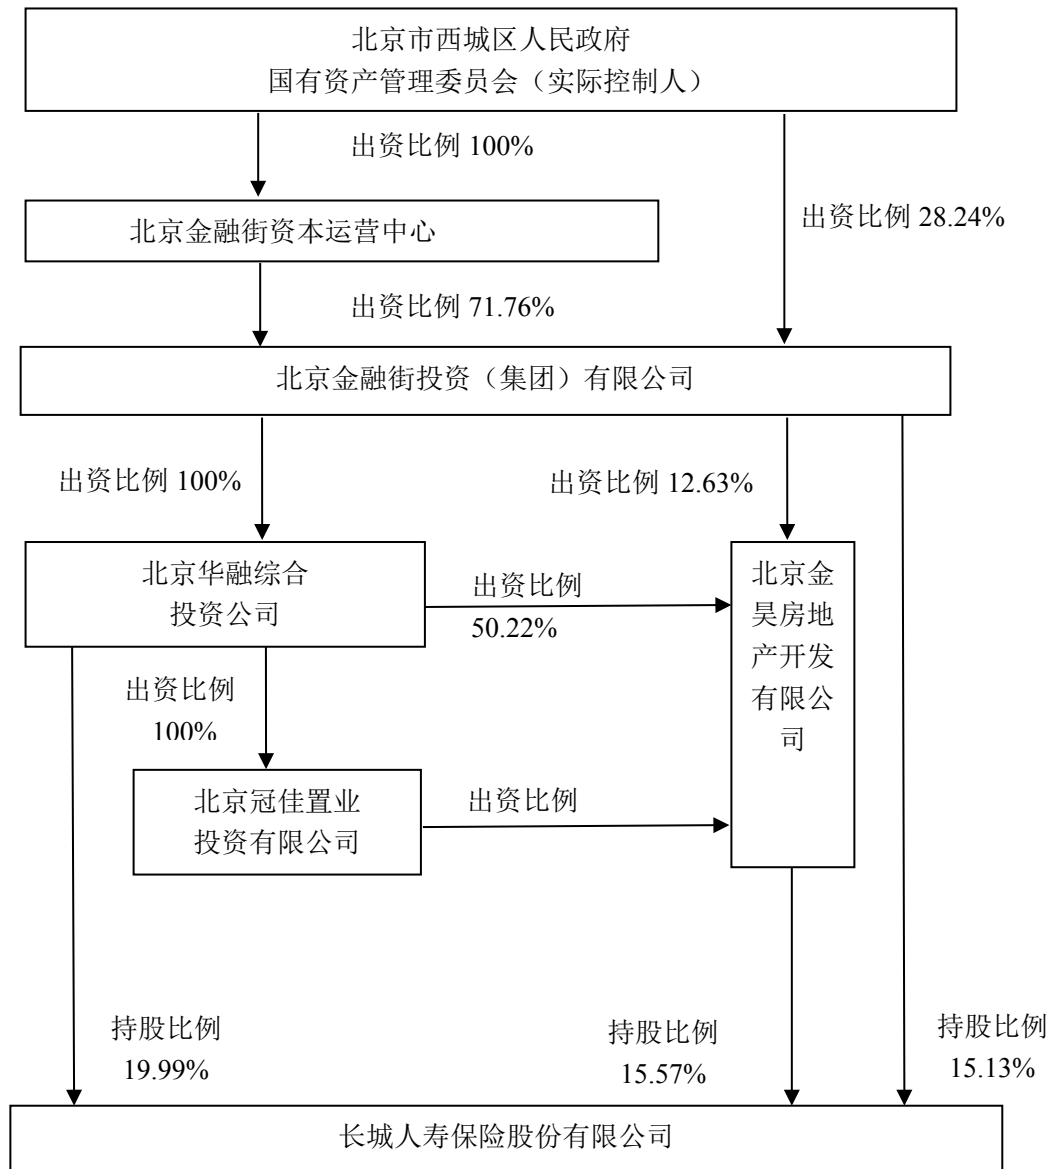 北京市西城区人民政府
国有资产管理委员会（实际控制人）
出资比例 100%
出资比例 28.24%
北京金融街资本运营中心
出资比例 71.76%
北京金融街投资（集团）有限公司
出资比例 100%
出资比例 12.63%
北京华融综合
投资公司
出资比例
50.22%
北京金
昊房地
产开发
有限公
司
出资比例
100%
北京冠佳置业
投资有限公司
出资比例
持股比例
19.99%
持股比例
15.57%
持股比例
15.13%
长城人寿保险股份有限公司